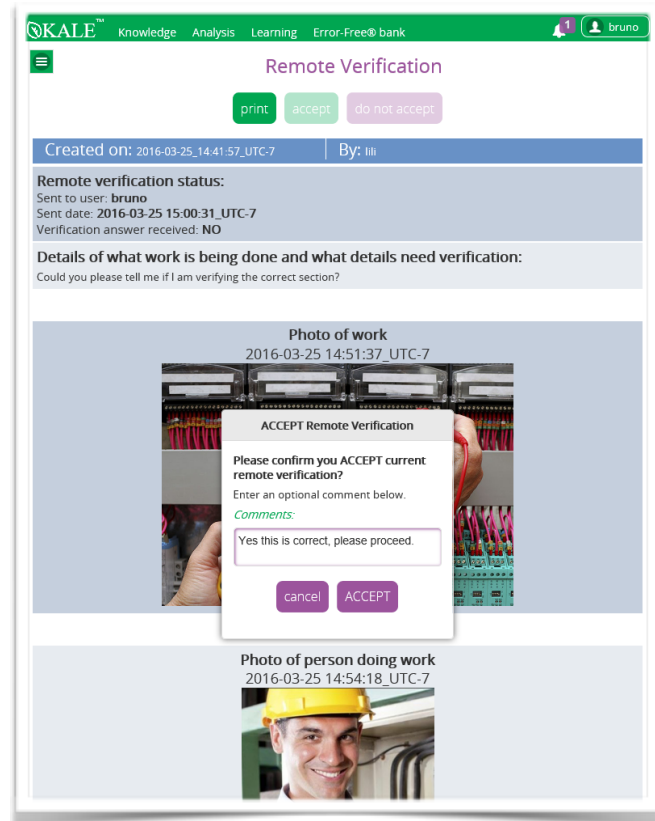 OKALE™ Knowledge Analysis Learning Error-Free® bank 1 bruno
Remote Verification
print accept do not accept
Created on: 2016-03-25_14:41:57_UTC-7 By: lili
Remote verification status:
Sent to user: bruno
Sent date: 2016-03-25 15:00:31_UTC-7
Verification answer received: NO
Details of what work is being done and what details need verification:
Could you please tell me if I am verifying the correct section?
Photo of work
2016-03-25 14:51:37_UTC-7
ACCEPT Remote Verification
Please confirm you ACCEPT current
remote verification?
Enter an optional comment below.
Comments:
Yes this is correct, please proceed.
cancel ACCEPT
Photo of person doing work
2016-03-25 14:54:18_UTC-7